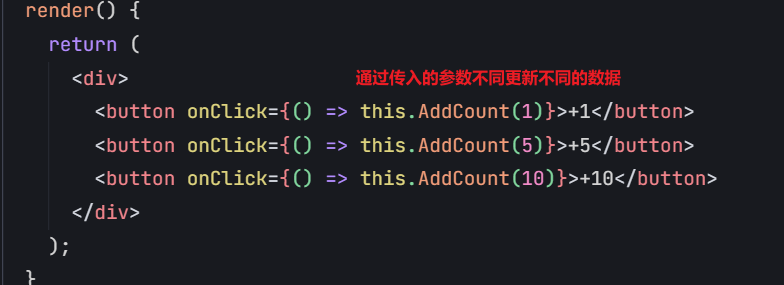 render() {
return (
<div> 通过传入的参数不同更新不同的数据
<button onClick={() => this.AddCount(1)}>+1</button>
<button onClick={() => this.AddCount(5)}>+5</button>
<button onClick={() => this.AddCount(10)}>+10</button>
</div>
);
}